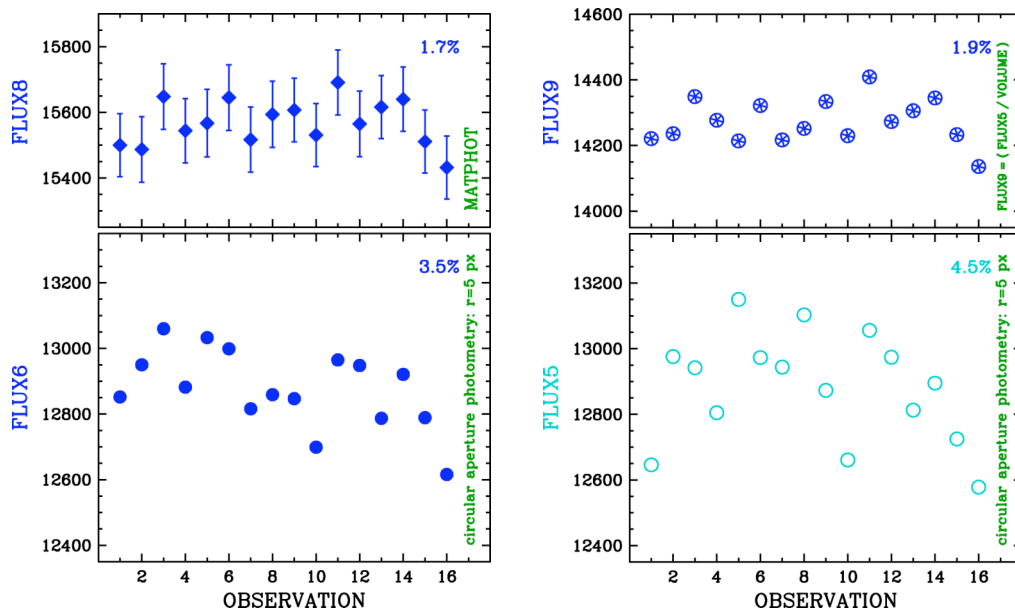 15800
15600
15400
FLUX8
1.7%
MATPHOT
14600
14400
14200
14000
FLUX9
1.9%
FLUX9 = ( FLUX5 / VOLUME )
13200
13000
12800
12600
12400
FLUX6
3.5%
circular aperture photometry: r=5 px
2 4 6 8 10 12 14 16
OBSERVATION
13200
13000
12800
12600
12400
FLUX5
4.5%
circular aperture photometry: r=5 px
2 4 6 8 10 12 14 16
OBSERVATION